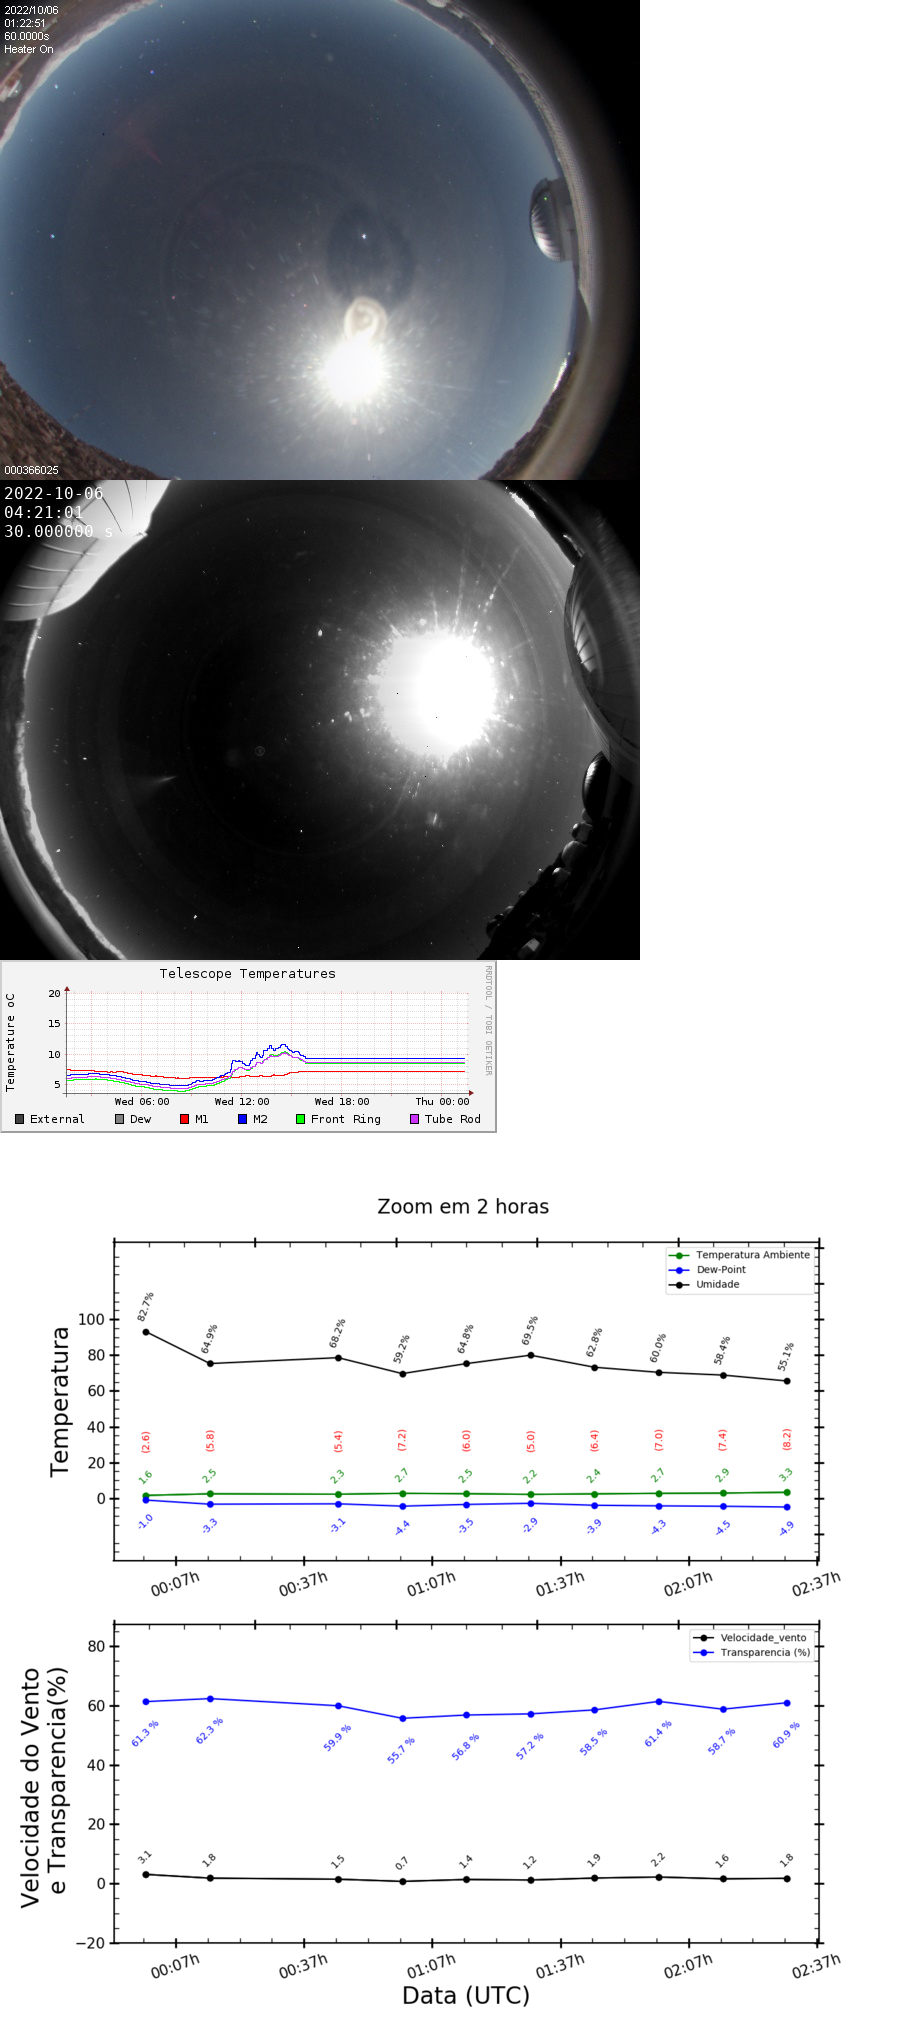 2022/10/06
01:22:51
60.0000s
Heater On
000366025
2022-10-06
04:21:01
30.000000 s
Telescope Temperatures
RRDTOOL / TOBI OETIKER
Temperature oC
20
15
10
5
Wed 06:00 Wed 12:00 Wed 18:00 Thu 00:00
External Dew M1 M2 Front Ring Tube Rod
Zoom em 2 horas
Temperatura Ambiente
Dew-Point
Umidade
Temperatura
100
80
60
40
20
0
82.7% 64.9% 68.2% 59.2% 64.8% 69.5% 62.8% 60.0% 58.4% 55.1%
(2.6) (5.8) (5.4) (7.2) (6.0) (5.0) (6.4) (7.0) (7.4) (8.2)
1.6 2.5 2.3 2.7 2.5 2.2 2.4 2.7 2.9 3.3
-1.0 -3.3 -3.1 -4.4 -3.5 -2.9 -3.9 -4.3 -4.5 -4.9
00:07h 00:37h 01:07h 01:37h 02:07h 02:37h
Velocidade_vento
Transparencia (%)
Velocidade do Vento
e Transparencia(%)
80
60
40
20
0
−20
61.3 % 62.3 % 59.9 % 55.7 % 56.8 % 57.2 % 58.5 % 61.4 % 58.7 % 60.9 %
3.1 1.8 1.5 0.7 1.4 1.2 1.9 2.2 1.6 1.8
00:07h 00:37h 01:07h 01:37h 02:07h 02:37h
Data (UTC)